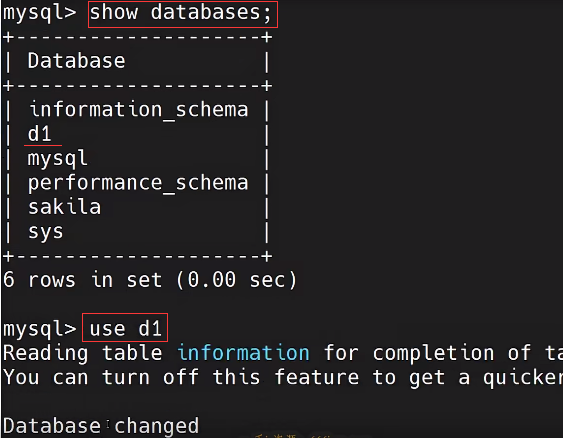 mysql> show databases;
+--------------------+
| Database           |
+--------------------+
| information_schema |
| d1                 |
| mysql              |
| performance_schema |
| sakila             |
| sys                |
+--------------------+
6 rows in set (0.00 sec)
mysql> use d1
Reading table information for completion of
You can turn off this feature to get a quicker
Database changed